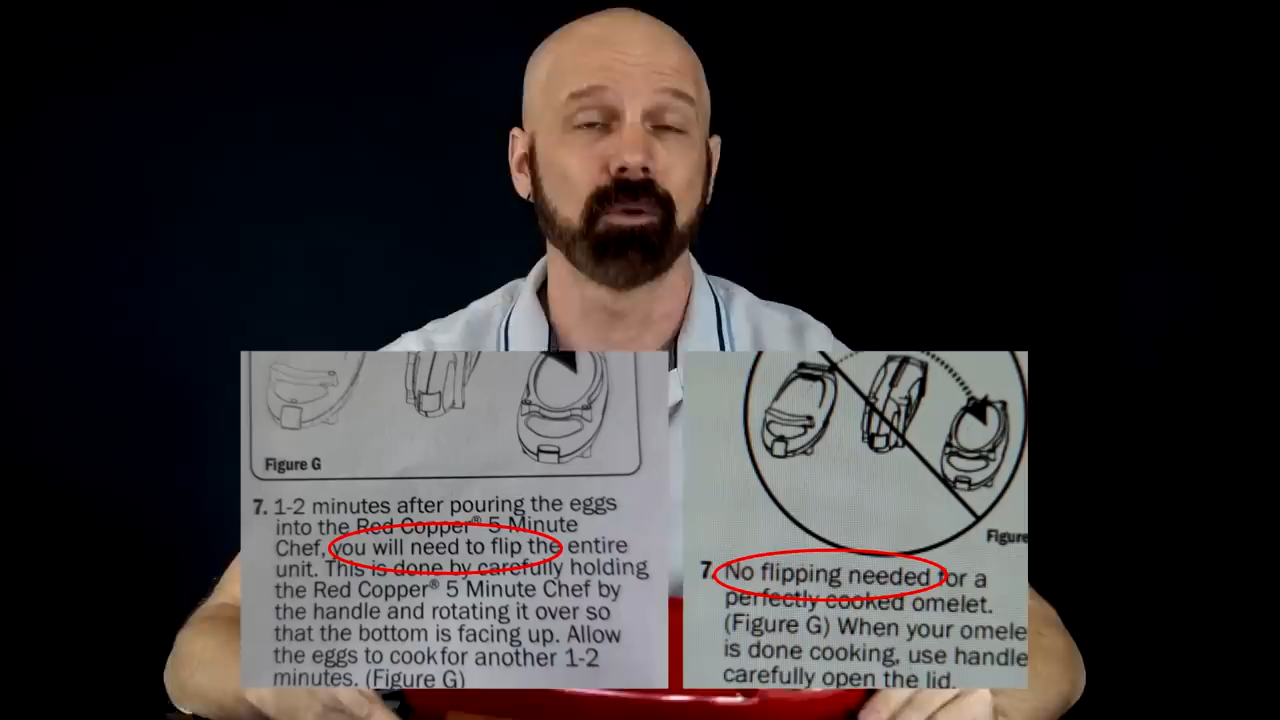 Figure G
7. 1-2 minutes after pouring the eggs
into the Red Copper® 5 Minute
Chef, you will need to flip the entire
unit. This is done by carefully holding
the Red Copper® 5 Minute Chef by
the handle and rotating it over so
that the bottom is facing up. Allow
the eggs to cook for another 1-2
minutes. (Figure G)
Figure
7. No flipping needed for a
perfectly cooked omelet.
(Figure G) When your omele
is done cooking, use handle
carefully open the lid.